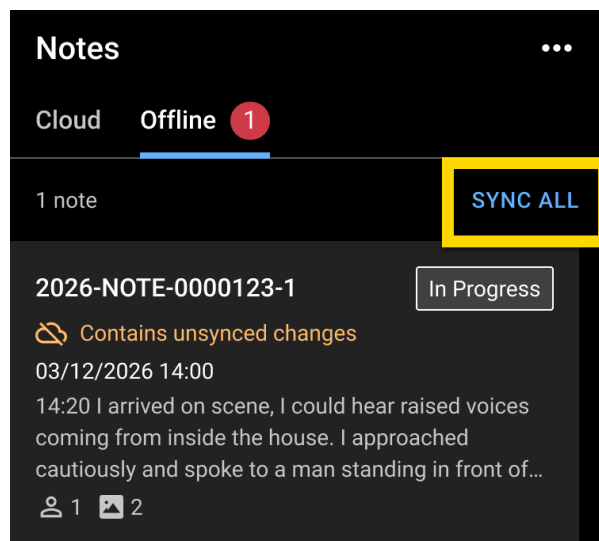 Notes
Cloud Offline 1
1 note SYNC ALL
2026-NOTE-0000123-1 In Progress
Contains unsynced changes
03/12/2026 14:00
14:20 I arrived on scene, I could hear raised voices
coming from inside the house. I approached
cautiously and spoke to a man standing in front of...
1 2